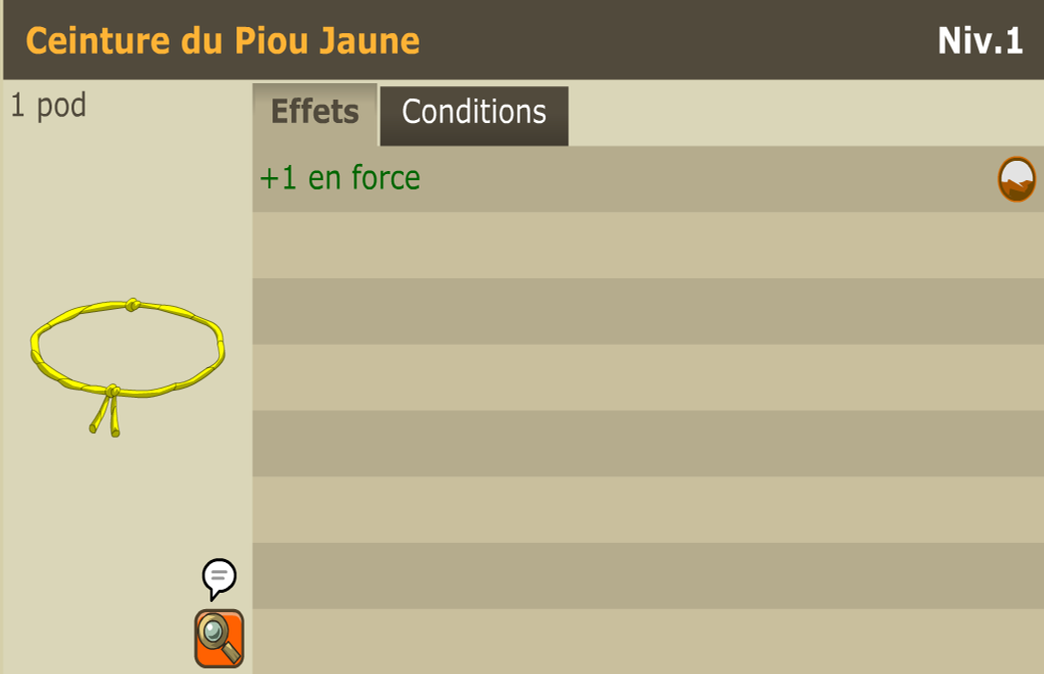 Ceinture du Piou Jaune
Niv.1
1 pod
Effets
Conditions
+1 en force